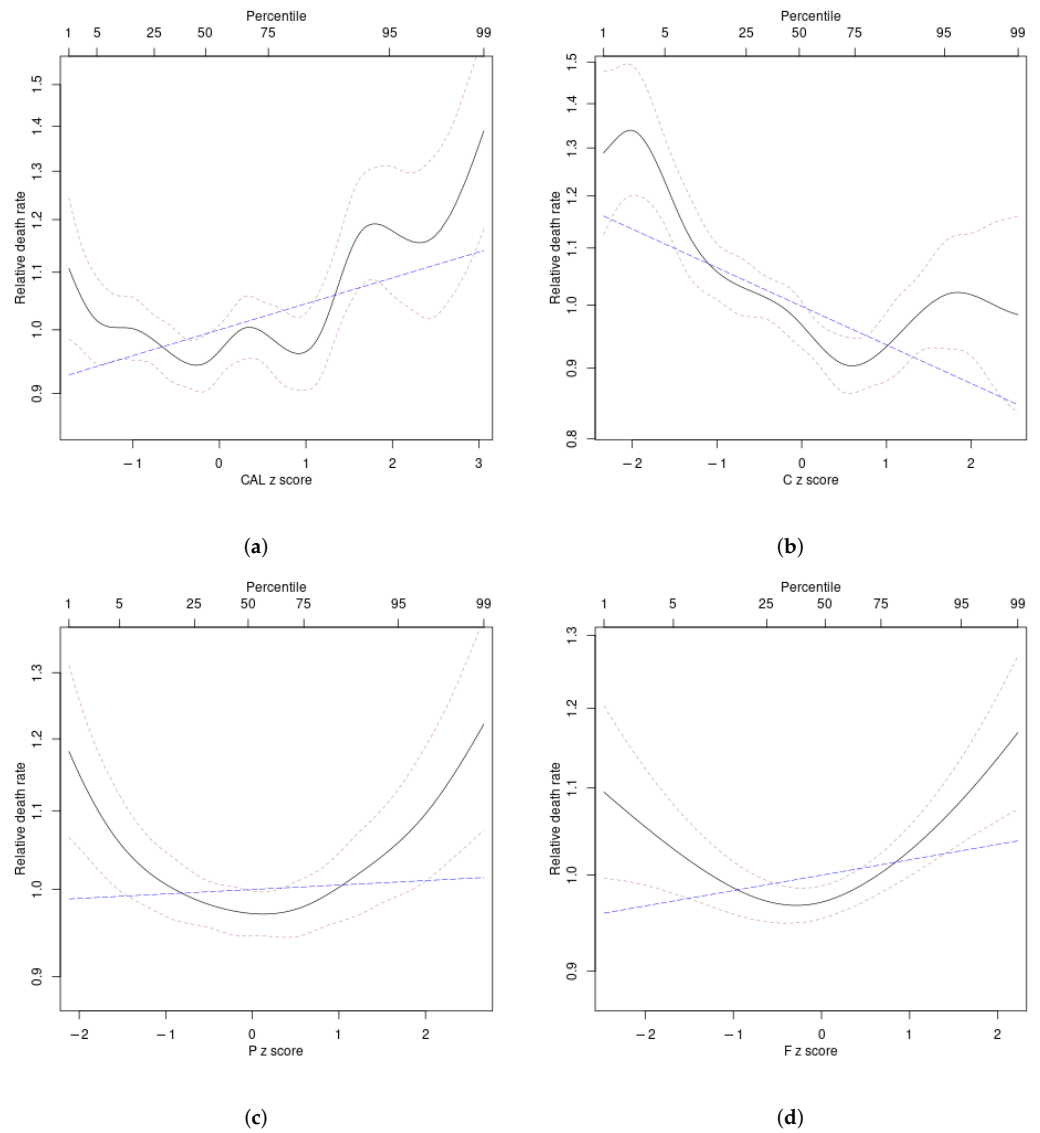 Percentile
1 5 25 50 75 95 99
Relative death rate
0.9 1.0 1.1 1.2 1.3 1.4 1.5
−1 0 1 2 3
CAL z score
(a)
Percentile
1 5 25 50 75 95 99
Relative death rate
0.8 0.9 1.0 1.1 1.2 1.3 1.4 1.5
−2 −1 0 1 2
C z score
(b)
Percentile
1 5 25 50 75 95 99
Relative death rate
0.9 1.0 1.1 1.2 1.3
−2 −1 0 1 2
P z score
(c)
Percentile
1 5 25 50 75 95 99
Relative death rate
0.9 1.0 1.1 1.2 1.3
−2 −1 0 1 2
F z score
(d)